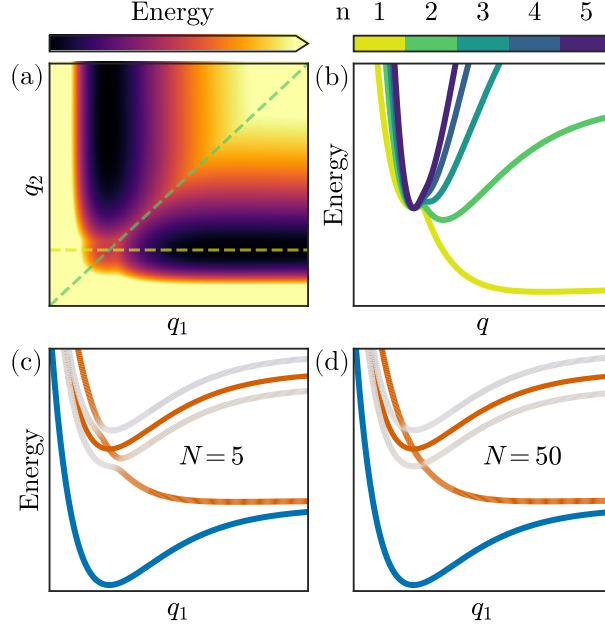 Energy
n 1 2 3 4 5
(a)
(b)
q₂
Energy
q₁
q
(c)
(d)
Energy
N = 5
N = 50
q₁
q₁